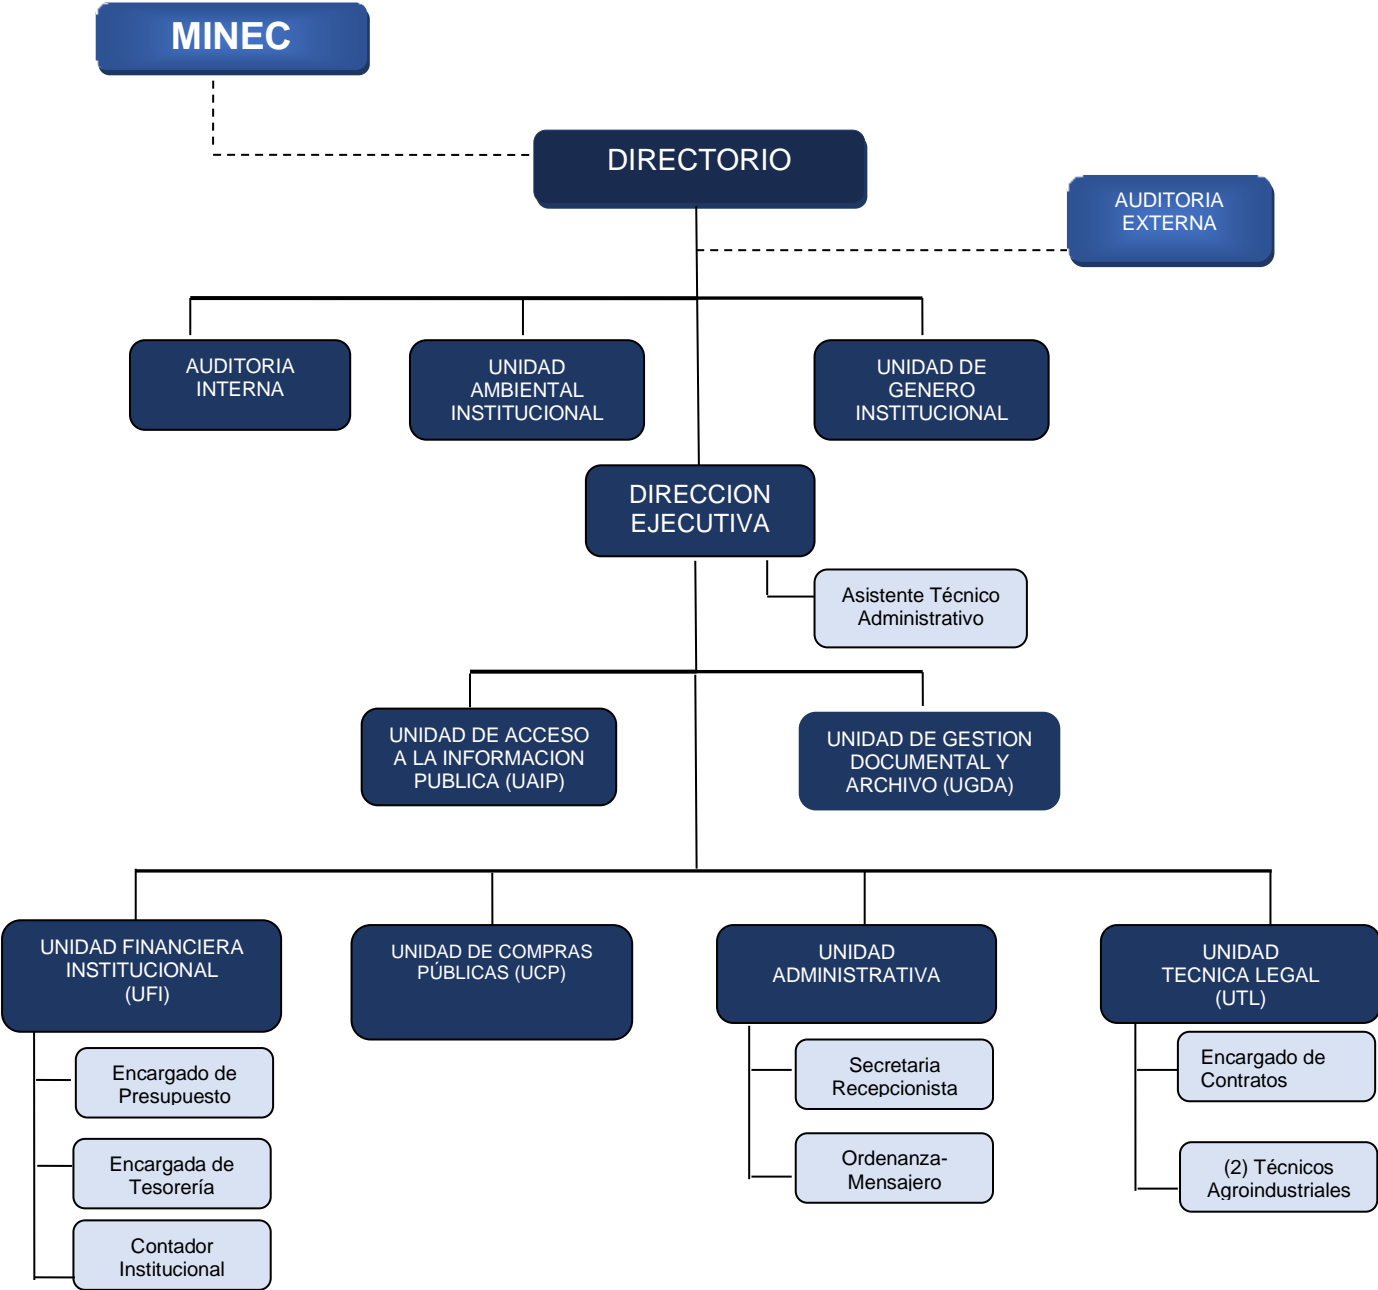 MINEC
DIRECTORIO
AUDITORIA
EXTERNA
AUDITORIA
INTERNA
UNIDAD
AMBIENTAL
INSTITUCIONAL
UNIDAD DE
GENERO
INSTITUCIONAL
DIRECCION
EJECUTIVA
Asistente Técnico
Administrativo
UNIDAD DE ACCESO
A LA INFORMACION
PUBLICA (UAIP)
UNIDAD DE GESTION
DOCUMENTAL Y
ARCHIVO (UGDA)
UNIDAD FINANCIERA
INSTITUCIONAL
(UFI)
UNIDAD DE COMPRAS
PÚBLICAS (UCP)
UNIDAD
ADMINISTRATIVA
UNIDAD
TECNICA LEGAL
(UTL)
Encargado de
Presupuesto
Encargada de
Tesorería
Contador
Institucional
Secretaria
Recepcionista
Ordenanza-
Mensajero
Encargado de
Contratos
(2) Técnicos
Agroindustriales